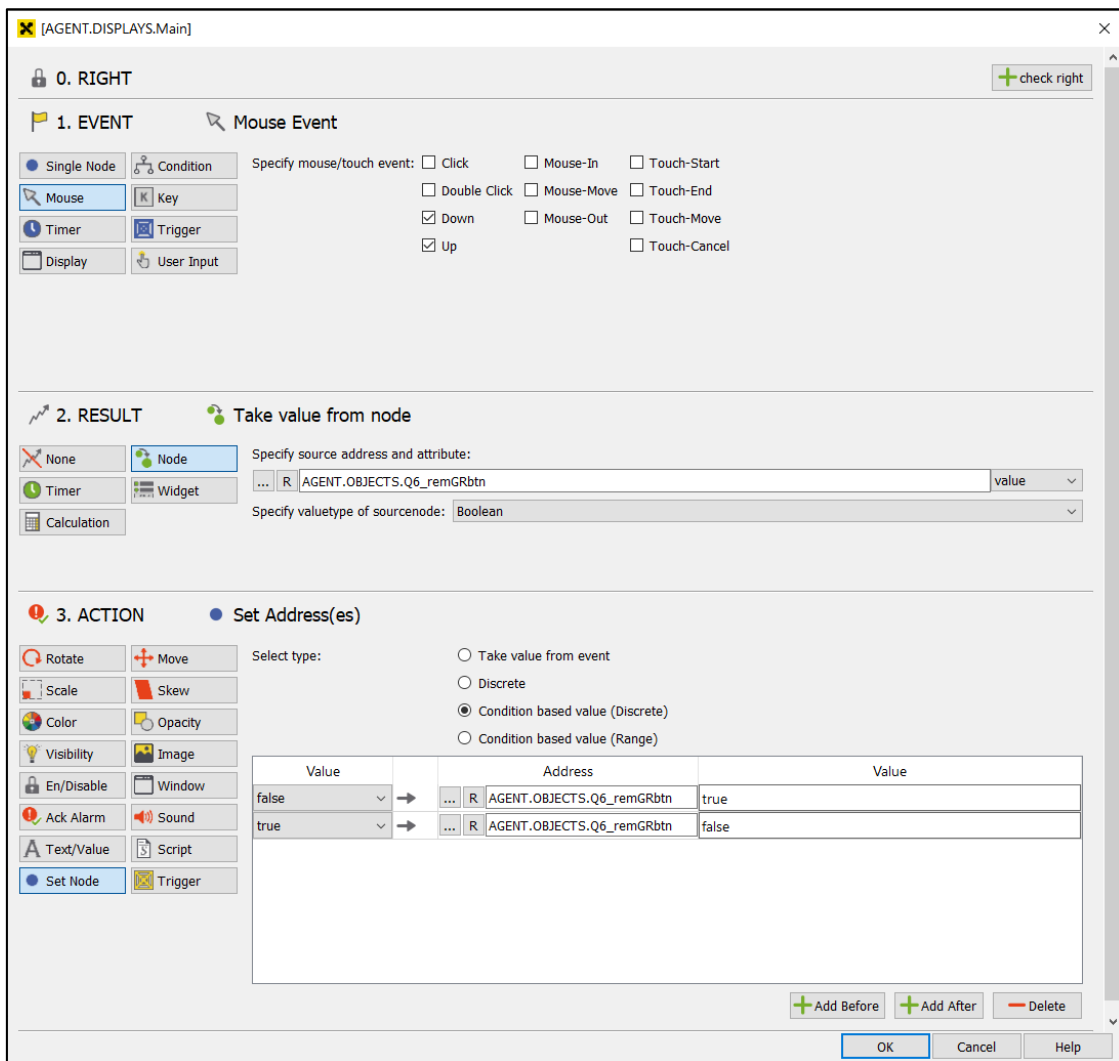 [AGENT.DISPLAYS.Main]
0. RIGHT
check right
1. EVENT Mouse Event
Single Node Condition Specify mouse/touch event: Click Mouse-In Touch-Start
Mouse K Key Double Click Mouse-Move Touch-End
Timer Trigger Down Mouse-Out Touch-Move
Display User Input Up Touch-Cancel
2. RESULT Take value from node
None Node Specify source address and attribute:
Timer Widget ... R AGENT.OBJECTS.Q6_remGRbtn value
Calculation Specify valuetype of sourcenode: Boolean
3. ACTION Set Address(es)
Rotate Move Select type: Take value from event
Scale Skew Discrete
Color Opacity Condition based value (Discrete)
Visibility Image Condition based value (Range)
Value Address Value
En/Disable Window false ... R AGENT.OBJECTS.Q6_remGRbtn true
Ack Alarm Sound true ... R AGENT.OBJECTS.Q6_remGRbtn false
A Text/Value S Script
Set Node Trigger
Add Before Add After Delete
OK Cancel Help